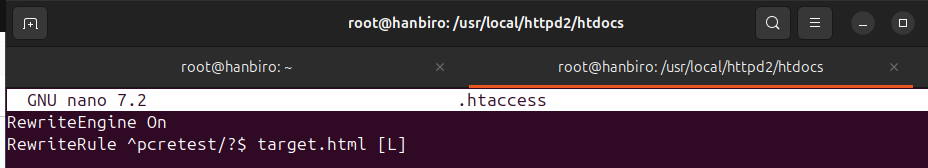 root@hanbiro: /usr/local/httpd2/htdocs
root@hanbiro: ~ × root@hanbiro: /usr/local/httpd2/htdocs ×
GNU nano 7.2 .htaccess
RewriteEngine On
RewriteRule ^pcretest/?$ target.html [L]